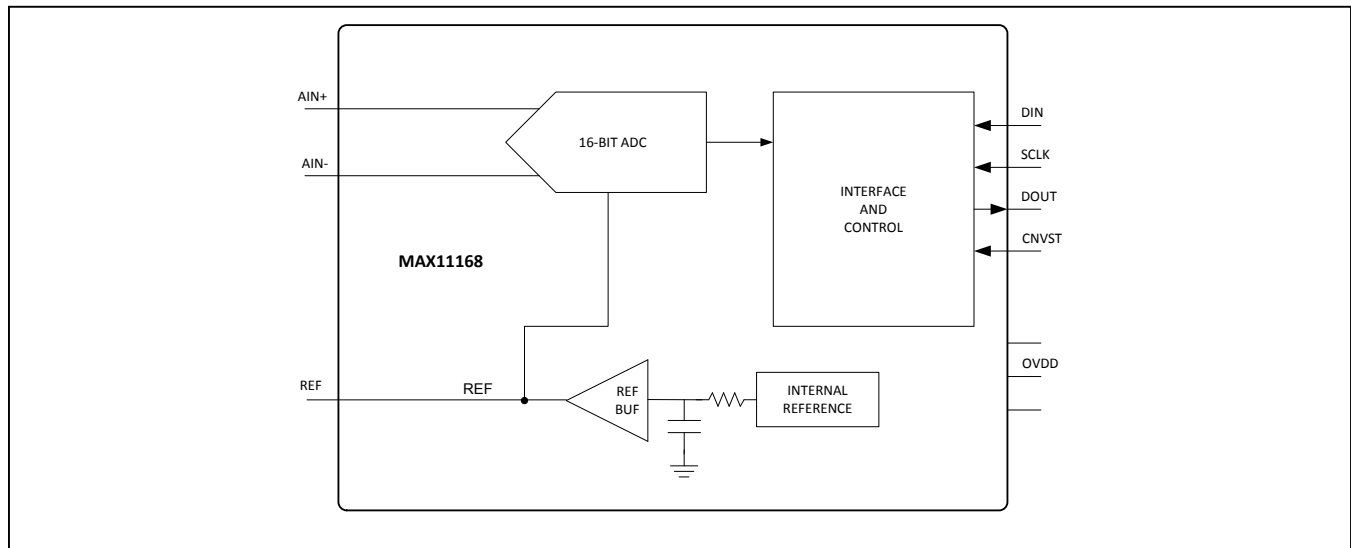 AIN+
AIN-
16-BIT ADC
INTERFACE
AND
CONTROL
DIN
SCLK
DOUT
CNVST
MAX11168
OVDD
REF
REF
REF
BUF
INTERNAL
REFERENCE